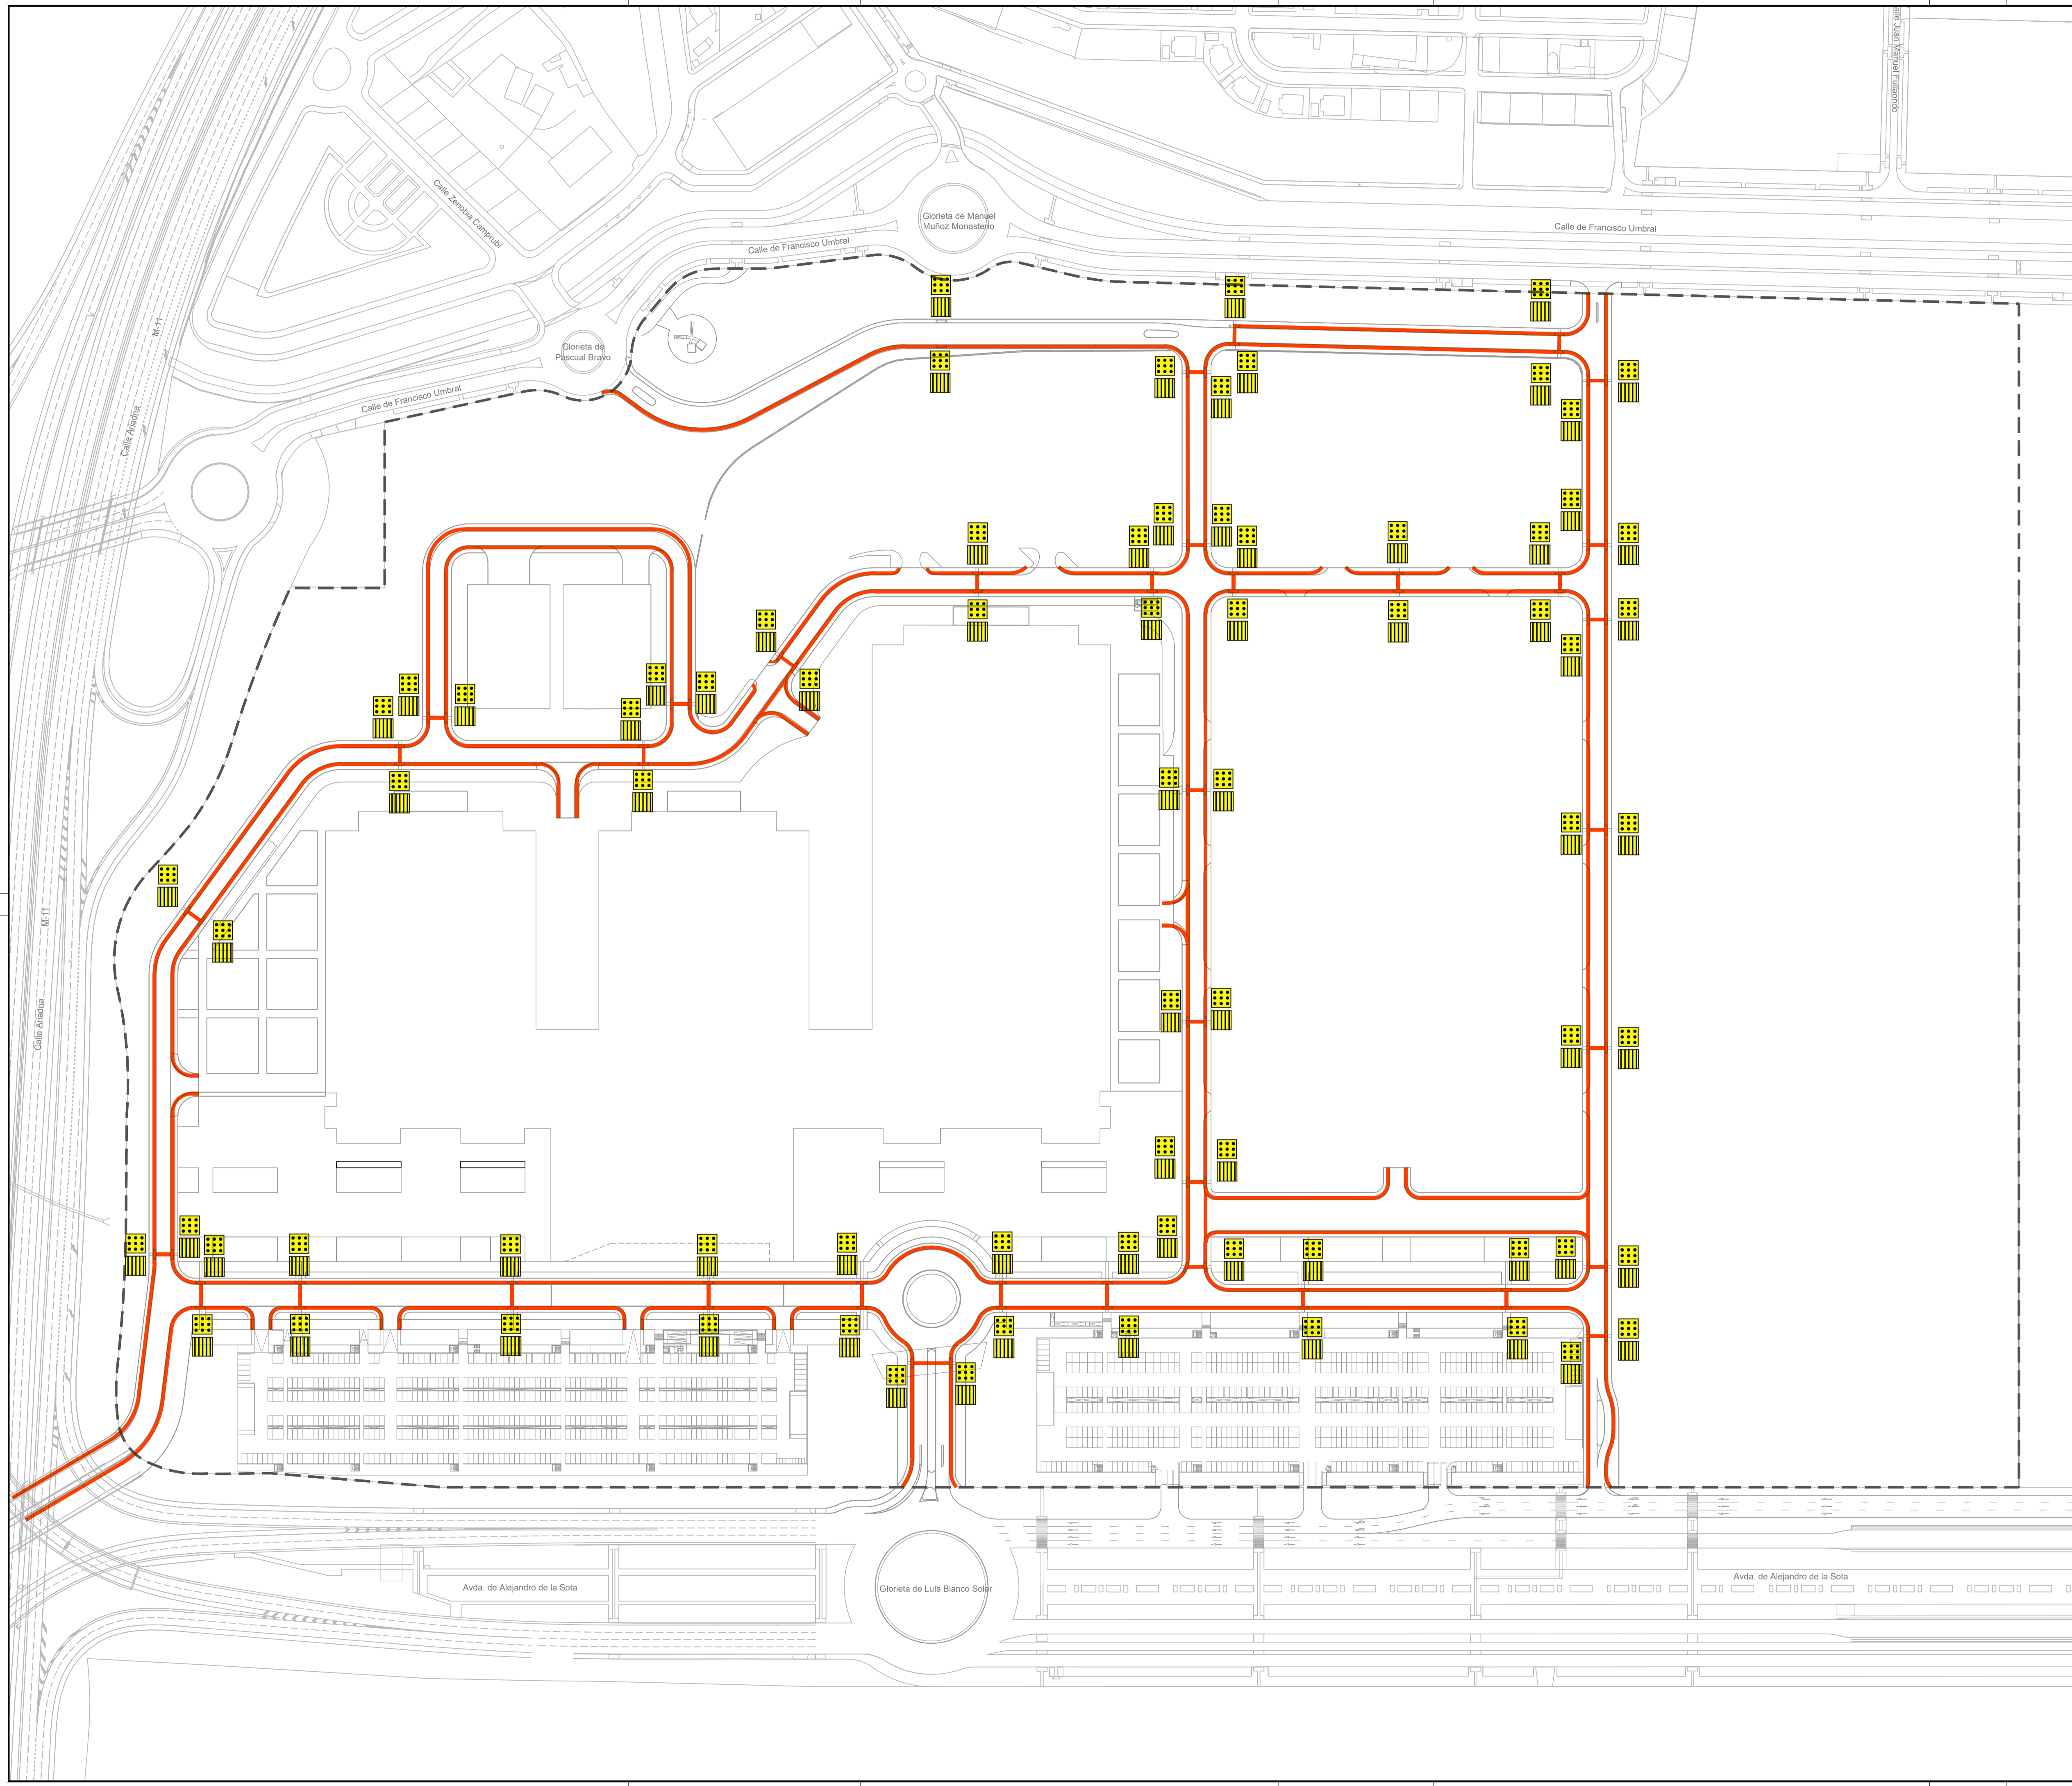 Calle Juan Manuel Fullaondo
Calle Zenobia Camprubí
Glorieta de Manuel
Muñoz Monasterio
Calle de Francisco Umbral
Calle de Francisco Umbral
M-11
Glorieta de
Pascual Bravo
Calle de Francisco Umbral
Calle Ariadna
M-11
Calle Ariadna
Avda. de Alejandro de la Sota
Glorieta de Luís Blanco Soler
Avda. de Alejandro de la Sota